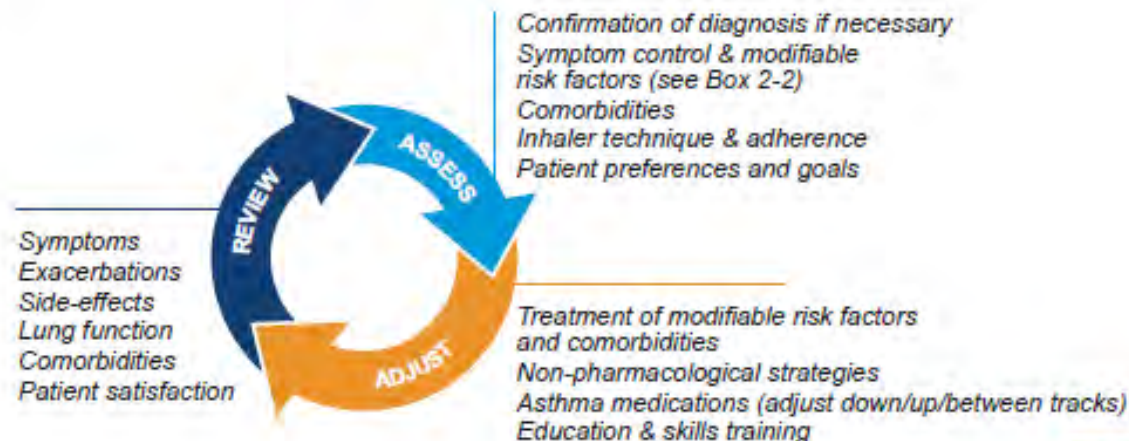 Confirmation of diagnosis if necessary
Symptom control & modifiable
risk factors (see Box 2-2)
Comorbidities
Inhaler technique & adherence
Patient preferences and goals
ASSESS
REVIEW
Symptoms
Exacerbations
Side-effects
Lung function
Comorbidities
Patient satisfaction
ADJUST
Treatment of modifiable risk factors
and comorbidities
Non-pharmacological strategies
Asthma medications (adjust down/up/between tracks)
Education & skills training